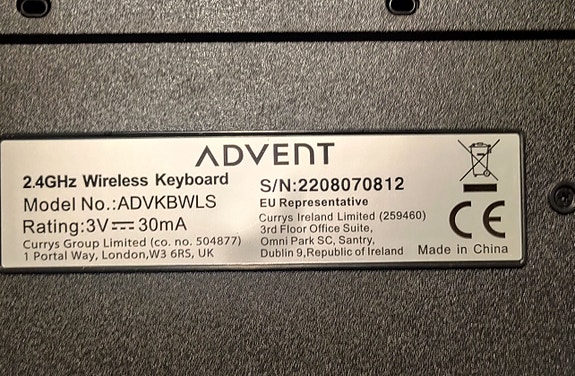 ADVENT
2.4GHz Wireless Keyboard
Model No.:ADVKBWLS
Rating:3V⎓30mA
Currys Group Limited (co. no. 504877)
1 Portal Way, London,W3 6RS, UK
S/N:2208070812
EU Representative
Currys Ireland Limited (259460)
3rd Floor Office Suite,
Omni Park SC, Santry,
Dublin 9,Republic of Ireland
CE
Made in China